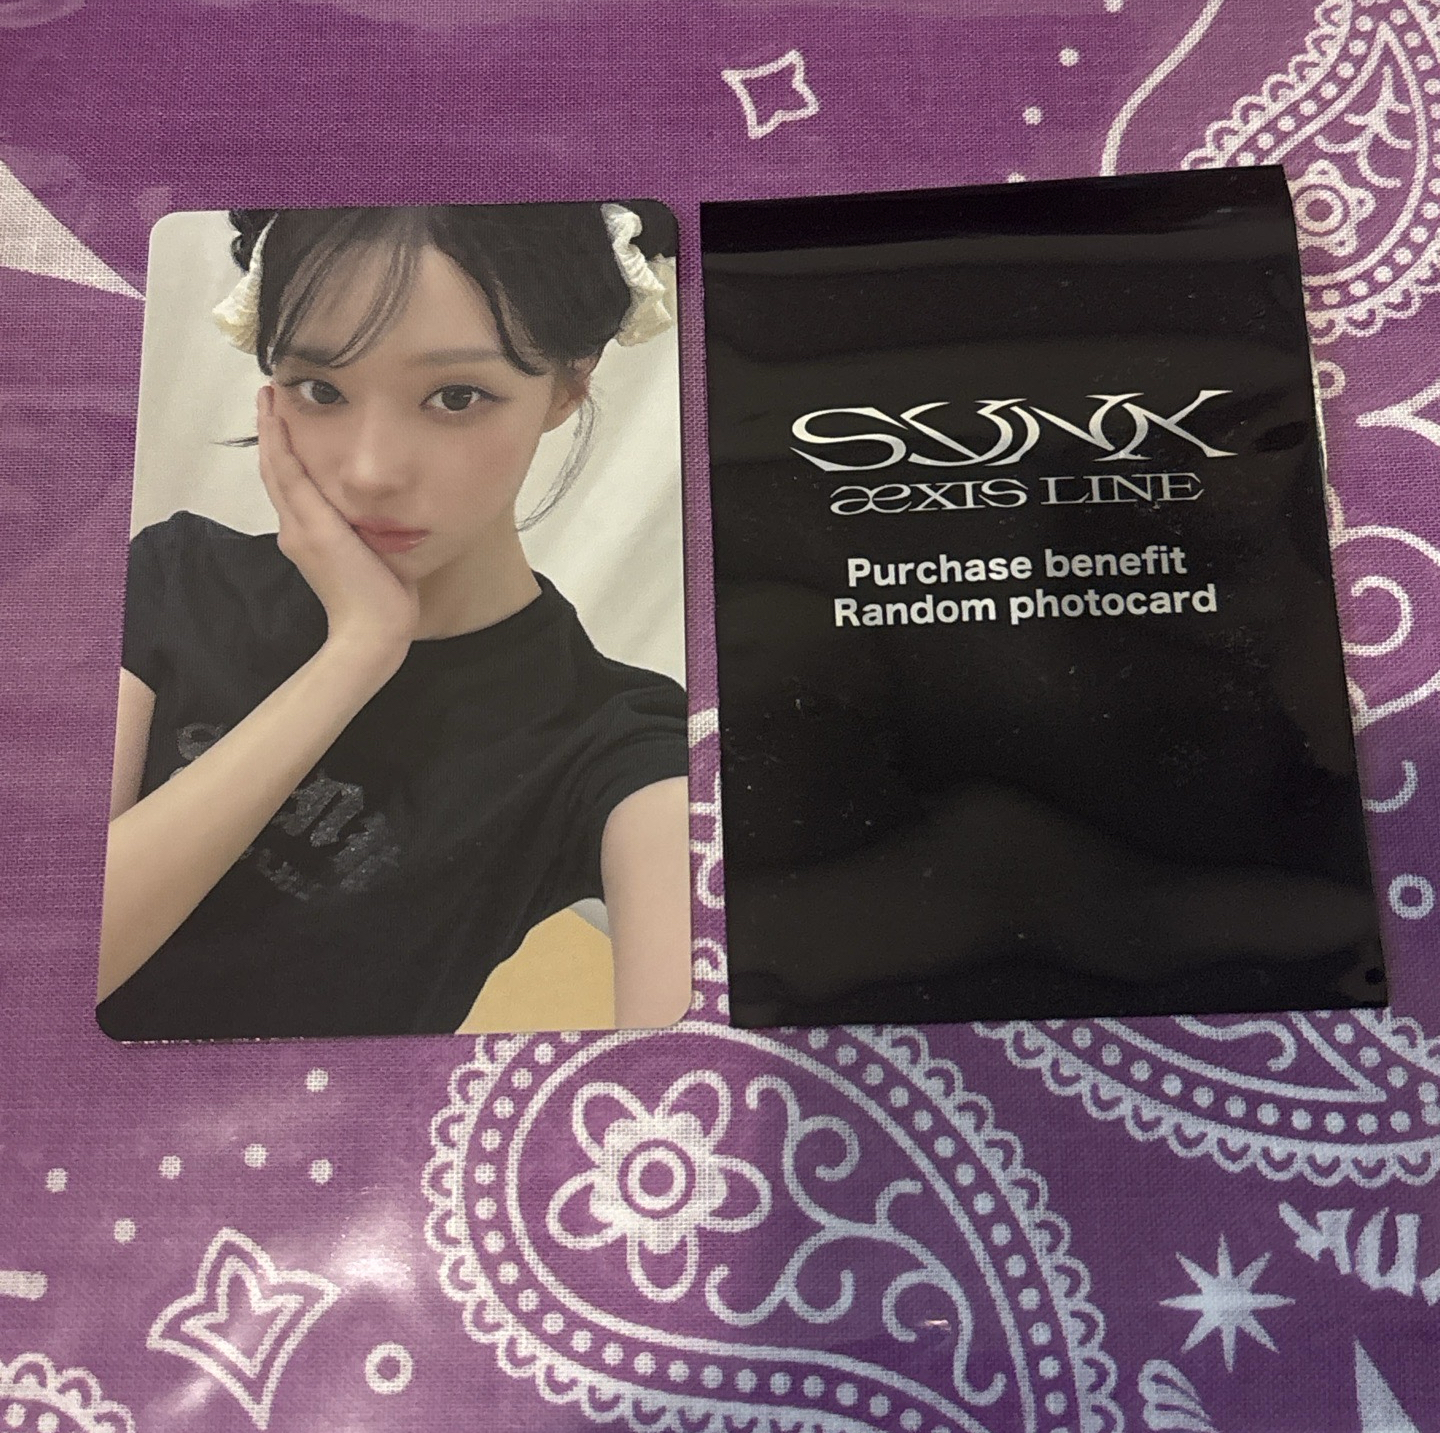 SYNK
æXIS LINE
Purchase benefit
Random photocard